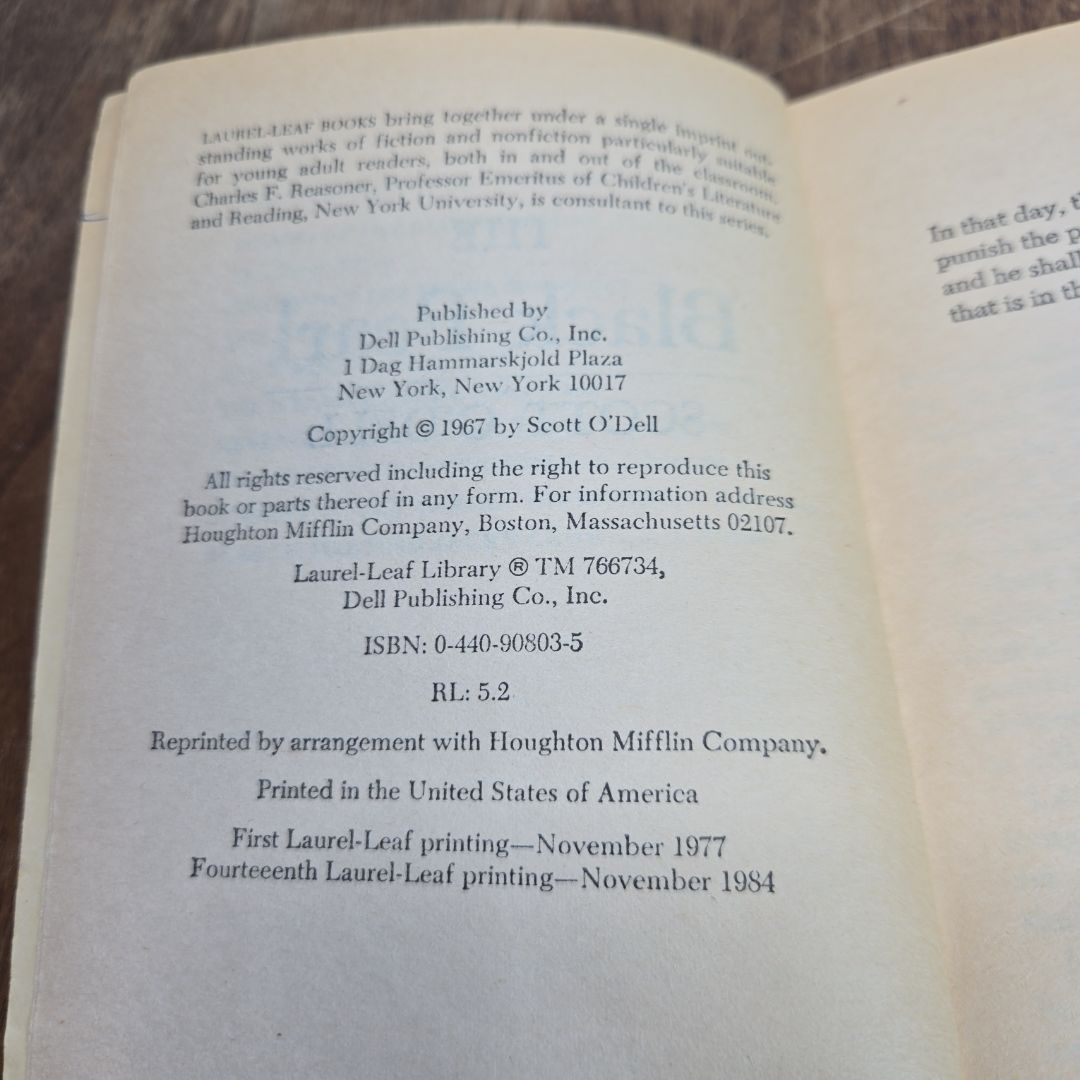 LAUREL-LEAF BOOKS bring together under a single imprint out-
standing works of fiction and nonfiction particularly suitable
for young adult readers, both in and out of the classroom.
Charles F. Reasoner, Professor Emeritus of Children's Literature
and Reading, New York University, is consultant to this series.
Published by
Dell Publishing Co., Inc.
1 Dag Hammarskjold Plaza
New York, New York 10017
Copyright © 1967 by Scott O'Dell
All rights reserved including the right to reproduce this
book or parts thereof in any form. For information address
Houghton Mifflin Company, Boston, Massachusetts 02107.
Laurel-Leaf Library ® TM 766734,
Dell Publishing Co., Inc.
ISBN: 0-440-90803-5
RL: 5.2
Reprinted by arrangement with Houghton Mifflin Company.
Printed in the United States of America
First Laurel-Leaf printing—November 1977
Fourteeenth Laurel-Leaf printing—November 1984
In that day,
punish the
and he shall
that is in